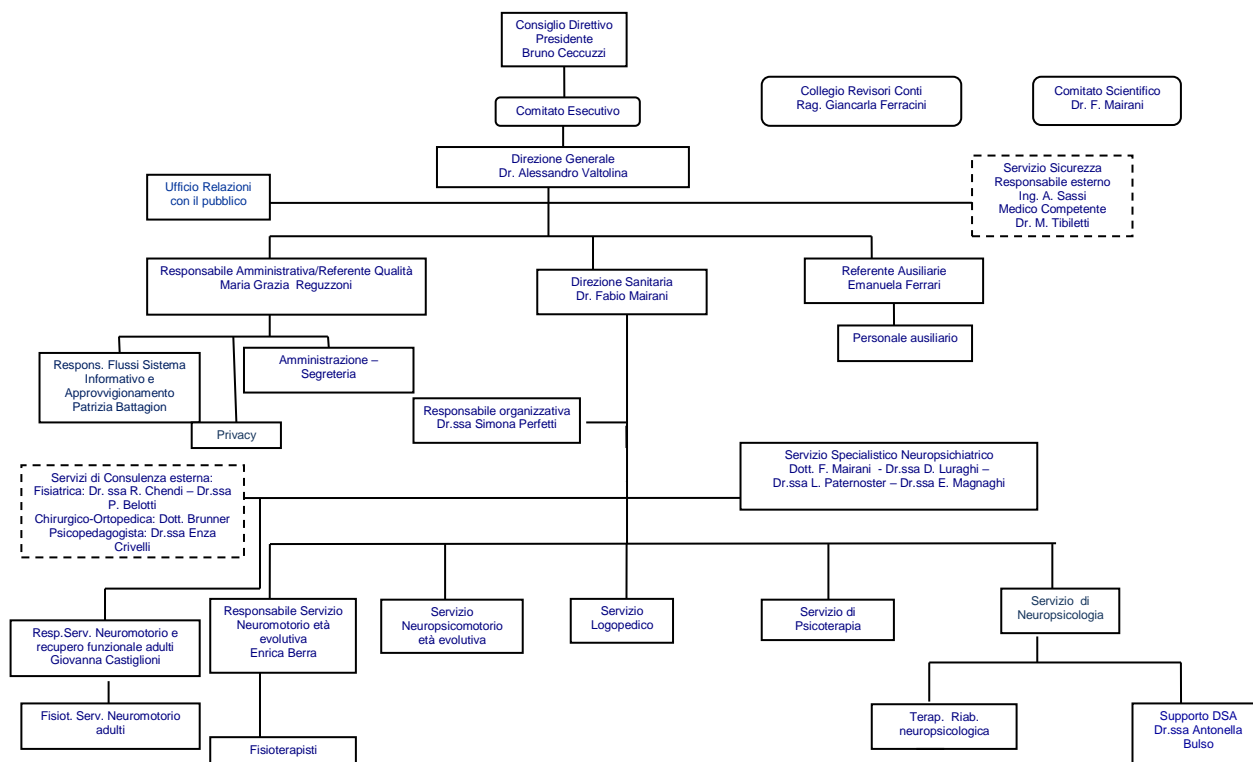 Consiglio Direttivo
Presidente
Bruno Ceccuzzi
Comitato Esecutivo
Collegio Revisori Conti
Rag. Giancarla Ferracini
Comitato Scientifico
Dr. F. Mairani
Direzione Generale
Dr. Alessandro Valtolina
Ufficio Relazioni
con il pubblico
Servizio Sicurezza
Responsabile esterno
Ing. A. Sassi
Medico Competente
Dr. M. Tibiletti
Responsabile Amministrativa/Referente Qualità
Maria Grazia Reguzzoni
Direzione Sanitaria
Dr. Fabio Mairani
Referente Ausiliarie
Emanuela Ferrari
Personale ausiliario
Respons. Flussi Sistema
Informativo e
Approvvigionamento
Patrizia Battagion
Amministrazione –
Segreteria
Privacy
Responsabile organizzativa
Dr.ssa Simona Perfetti
Servizi di Consulenza esterna:
Fisiatrica: Dr. ssa R. Chendi – Dr.ssa
P. Belotti
Chirurgico-Ortopedica: Dott. Brunner
Psicopedagogista: Dr.ssa Enza
Crivelli
Servizio Specialistico Neuropsichiatrico
Dott. F. Mairani - Dr.ssa D. Luraghi –
Dr.ssa L. Paternoster – Dr.ssa E. Magnaghi
Resp.Serv. Neuromotorio e
recupero funzionale adulti
Giovanna Castiglioni
Responsabile Servizio
Neuromotorio età
evolutiva
Enrica Berra
Servizio
Neuropsicomotorio
età evolutiva
Servizio
Logopedico
Servizio di
Psicoterapia
Servizio di
Neuropsicologia
Fisiot. Serv. Neuromotorio
adulti
Fisioterapisti
Terap. Riab.
neuropsicologica
Supporto DSA
Dr.ssa Antonella
Bulso